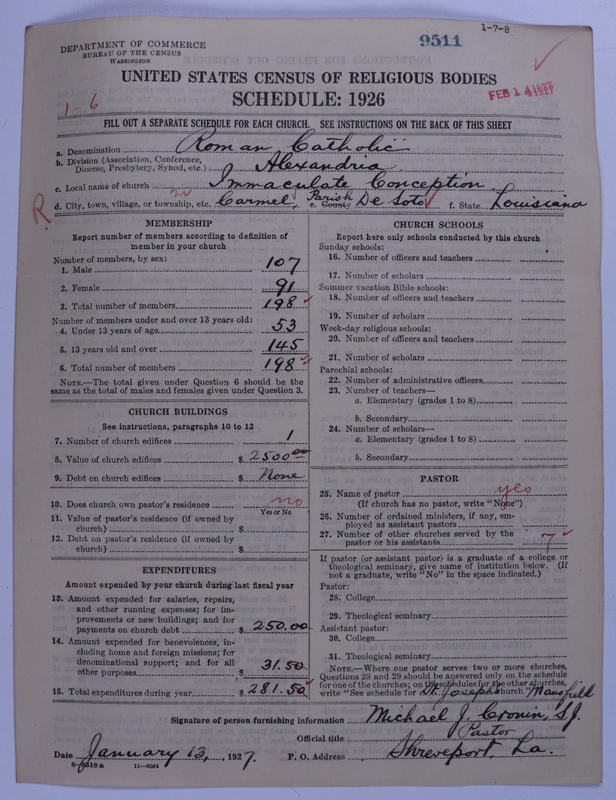 1-7-8
9511
DEPARTMENT OF COMMERCE
BUREAU OF THE CENSUS
WASHINGTON
UNITED STATES CENSUS OF RELIGIOUS BODIES
FEB 14 1927
SCHEDULE: 1926
1-6
FILL OUT A SEPARATE SCHEDULE FOR EACH CHURCH. SEE INSTRUCTIONS ON THE BACK OF THIS SHEET
a. Denomination Roman Catholic
b. Division (Association, Conference, Diocese, Presbytery, Synod, etc.) Alexandria
c. Local name of church Immaculate Conception
R
d. City, town, village, or township, etc. Carmel Parish e. County De Soto f. State Louisiana
MEMBERSHIP
Report number of members according to definition of
member in your church
Number of members, by sex:
1. Male 107
2. Female 91
3. Total number of members 198
Number of members under and over 13 years old:
4. Under 13 years of age 53
5. 13 years old and over 145
6. Total number of members 198
NOTE.—The total given under Question 6 should be
same as the total of males and females given under Question 3.
CHURCH BUILDINGS
See instructions, paragraphs 10 to 12
7. Number of church edifices 1
8. Value of church edifices $ 2500.00
9. Debt on church edifices $ None
10. Does church own pastor's residence no
Yes or No
11. Value of pastor's residence (if owned by
church) $
12. Debt on pastor's residence (if owned by
church) $
EXPENDITURES
Amount expended by your church during last fiscal year
13. Amount expended for salaries, repairs,
and other running expenses; for im-
provements or new buildings; and for
payments on church debt $ 250.00
14. Amount expended for benevolences, in-
cluding home and foreign missions; for
denominational support; and for all
other purposes $ 31.50
15. Total expenditures during year $ 281.50
CHURCH SCHOOLS
Report here only schools conducted by this church
Sunday schools:
16. Number of officers and teachers
17. Number of scholars
Summer vacation Bible schools:
18. Number of officers and teachers
19. Number of scholars
Week-day religious schools:
20. Number of officers and teachers
21. Number of scholars
Parochial schools:
22. Number of administrative officers
23. Number of teachers—
a. Elementary (grades 1 to 8)
b. Secondary
24. Number of scholars—
a. Elementary (grades 1 to 8)
b. Secondary
PASTOR
25. Name of pastor yes
(If church has no pastor, write "None")
26. Number of ordained ministers, if any, em-
ployed as assistant pastors
27. Number of other churches served by the
pastor or his assistants 7
If pastor (or assistant pastor) is a graduate of a college or
theological seminary, give name of institution below. (If
not a graduate, write "No" in the space indicated.)
Pastor:
28. College
29. Theological seminary
Assistant pastor:
30. College
31. Theological seminary
NOTE.—Where one pastor serves two or more churches,
Questions 28 and 29 should be answered only on the schedule
for one of the churches; on the schedules for the other churches,
write "See schedule for St. Joseph's church." Mansfield
Signature of person furnishing information Michael J. Cronin, S.J.
Official title Pastor
Date January 13, 1927. P. O. Address Shreveport, La.
11—9564